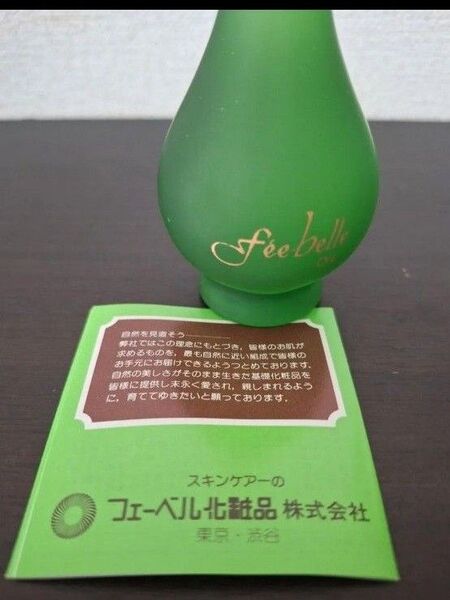 fée·belle
自然を見直そう———
弊社ではこの理念にもとづき、皆様のお肌が
求めるものを、最も自然に近い組成で皆様の
お手元にお届けできるようつとめております。
自然の美しさがそのまま生きた基礎化粧品を
皆様に提供し末永く愛され、親しまれるよう
に、育ててゆきたいと願っております。
スキンケアーの
フェーベル化粧品株式会社
東京・渋谷